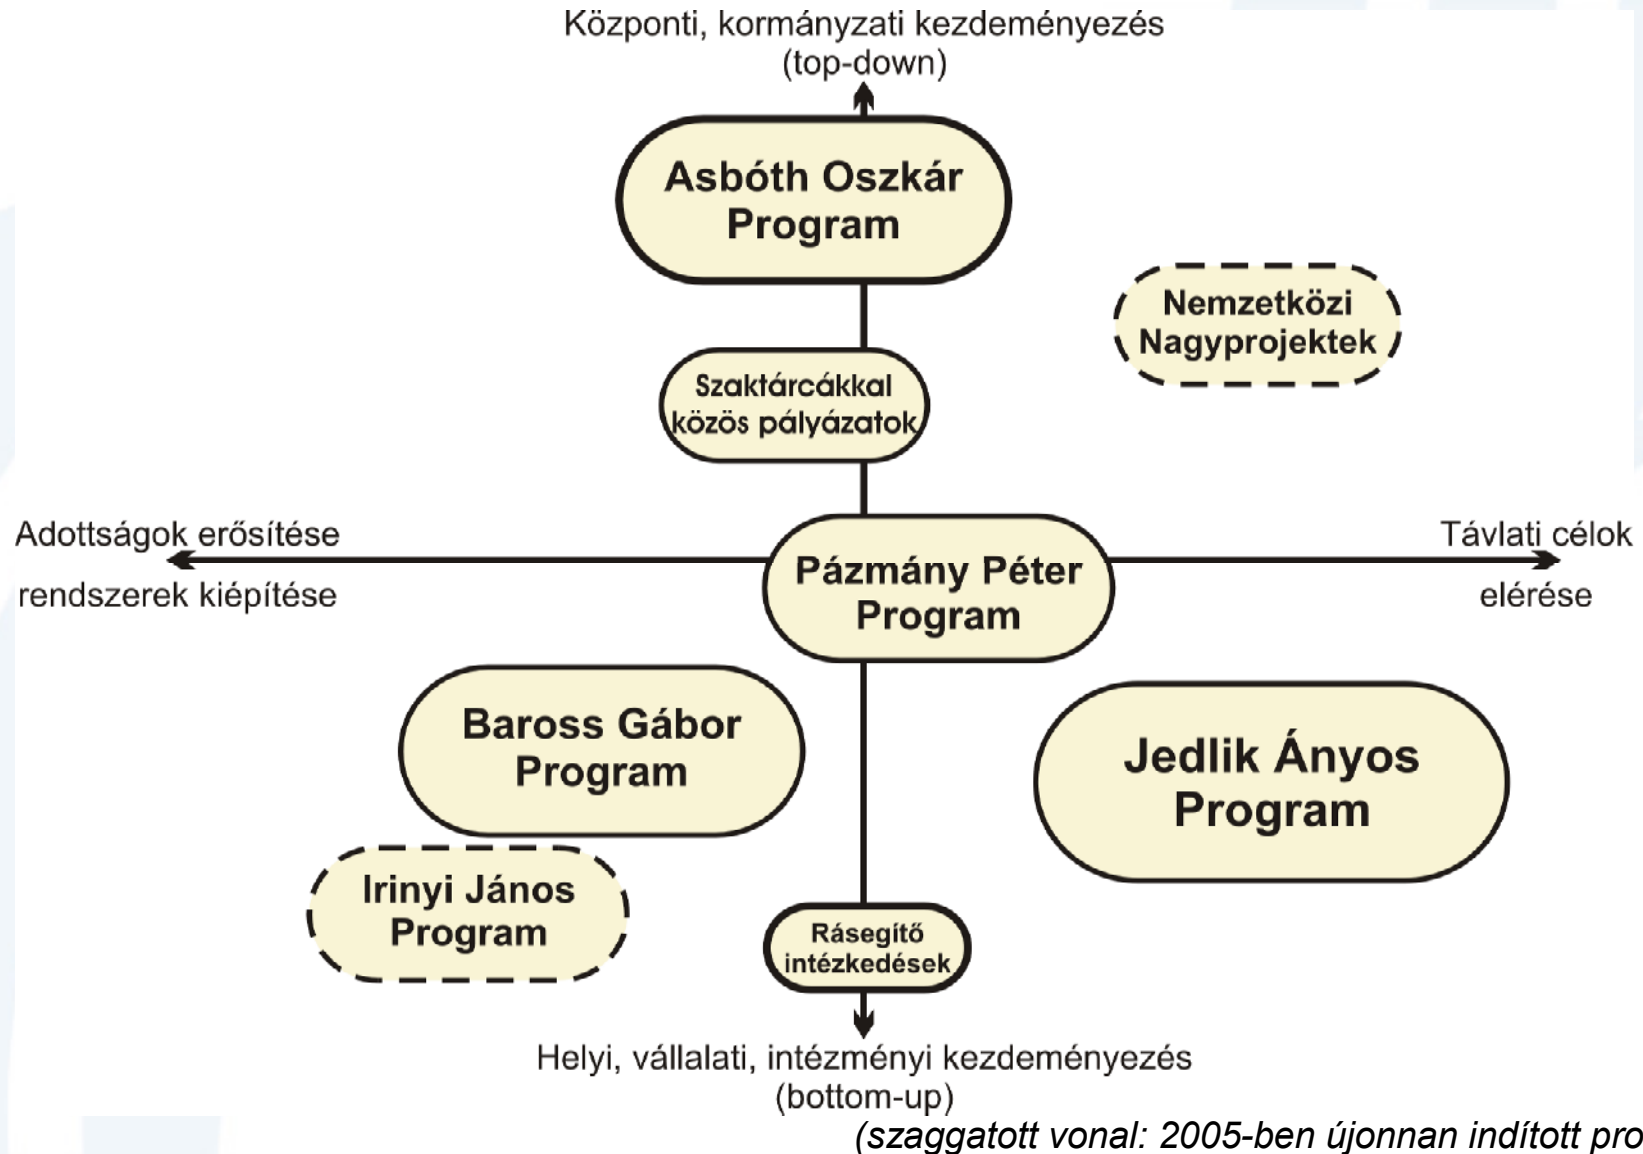 Központi, kormányzati kezdeményezés
(top-down)
Asbóth Oszkár
Program
Nemzetközi
Nagyprojektek
Szaktárcákkal
közös pályázatok
Adottságok erősítése
rendszerek kiépítése
Távlati célok
elérése
Pázmány Péter
Program
Baross Gábor
Program
Jedlik Ányos
Program
Irinyi János
Program
Rásegítő
intézkedések
Helyi, vállalati, intézményi kezdeményezés
(bottom-up)
(szaggatott vonal: 2005-ben újonnan indított pro